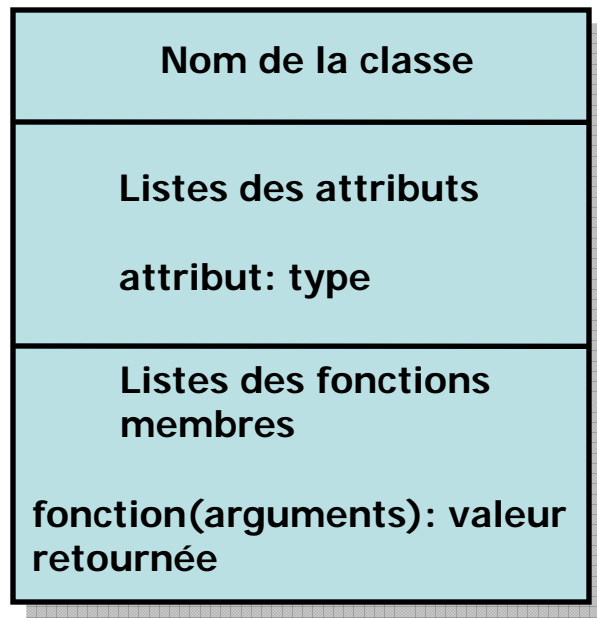 Nom de la classe
Listes des attributs
attribut: type
Listes des fonctions
membres
fonction(arguments): valeur
retournée